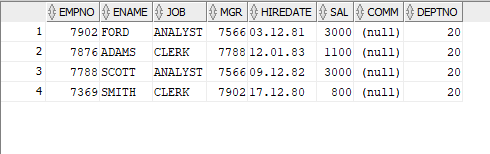 EMPNO ENAME JOB MGR HIREDATE SAL COMM DEPTNO
1 7902 FORD ANALYST 7566 03.12.81 3000 (null) 20
2 7876 ADAMS CLERK 7788 12.01.83 1100 (null) 20
3 7788 SCOTT ANALYST 7566 09.12.82 3000 (null) 20
4 7369 SMITH CLERK 7902 17.12.80 800 (null) 20